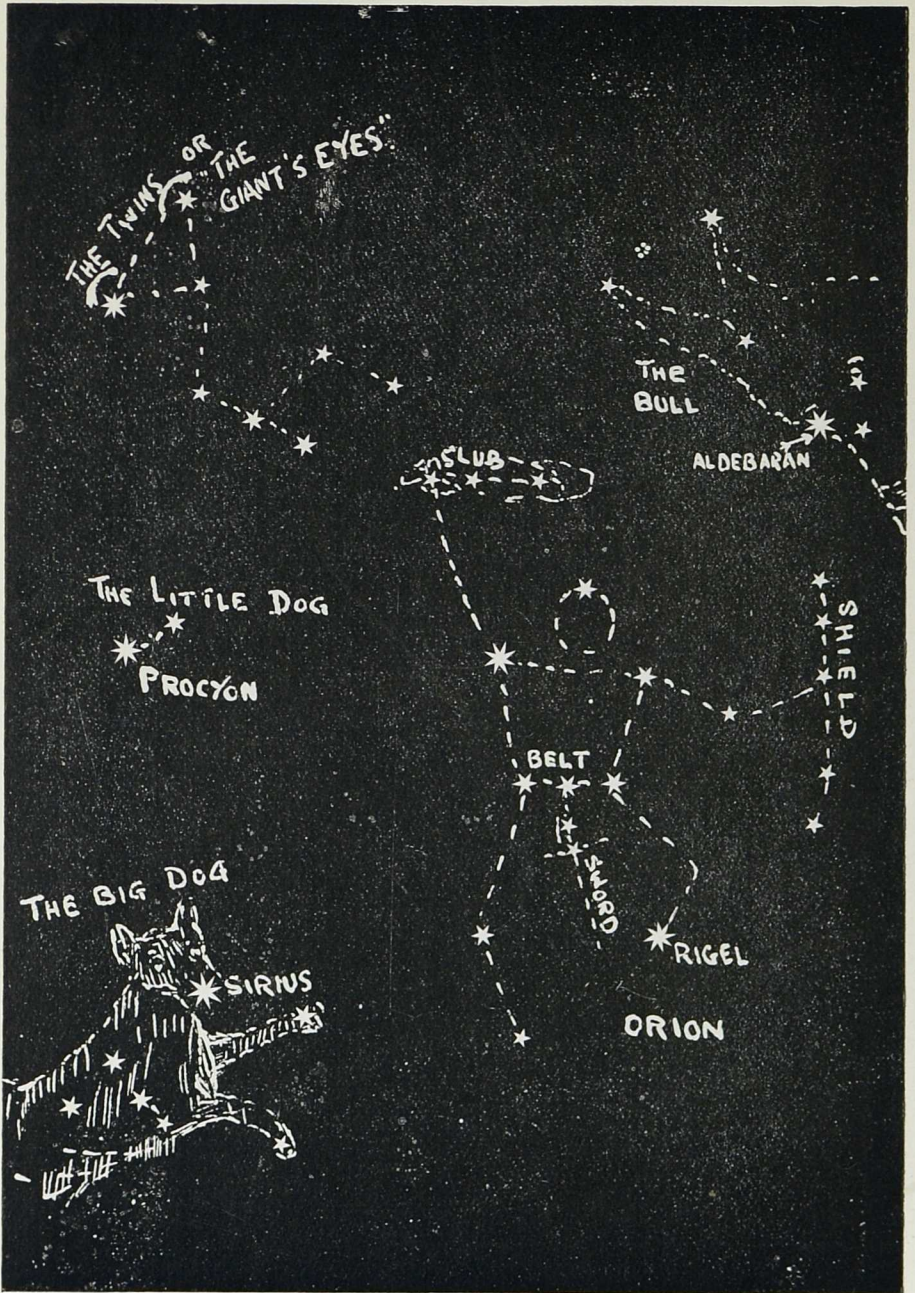 THE TWINS OR
"THE
GIANT'S EYES".
THE
BULL
ALDEBARAN
CLUB
THE LITTLE DOG
PROCYON
SHIELD
BELT
SWORD
THE BIG DOG
SIRIUS
RIGEL
ORION